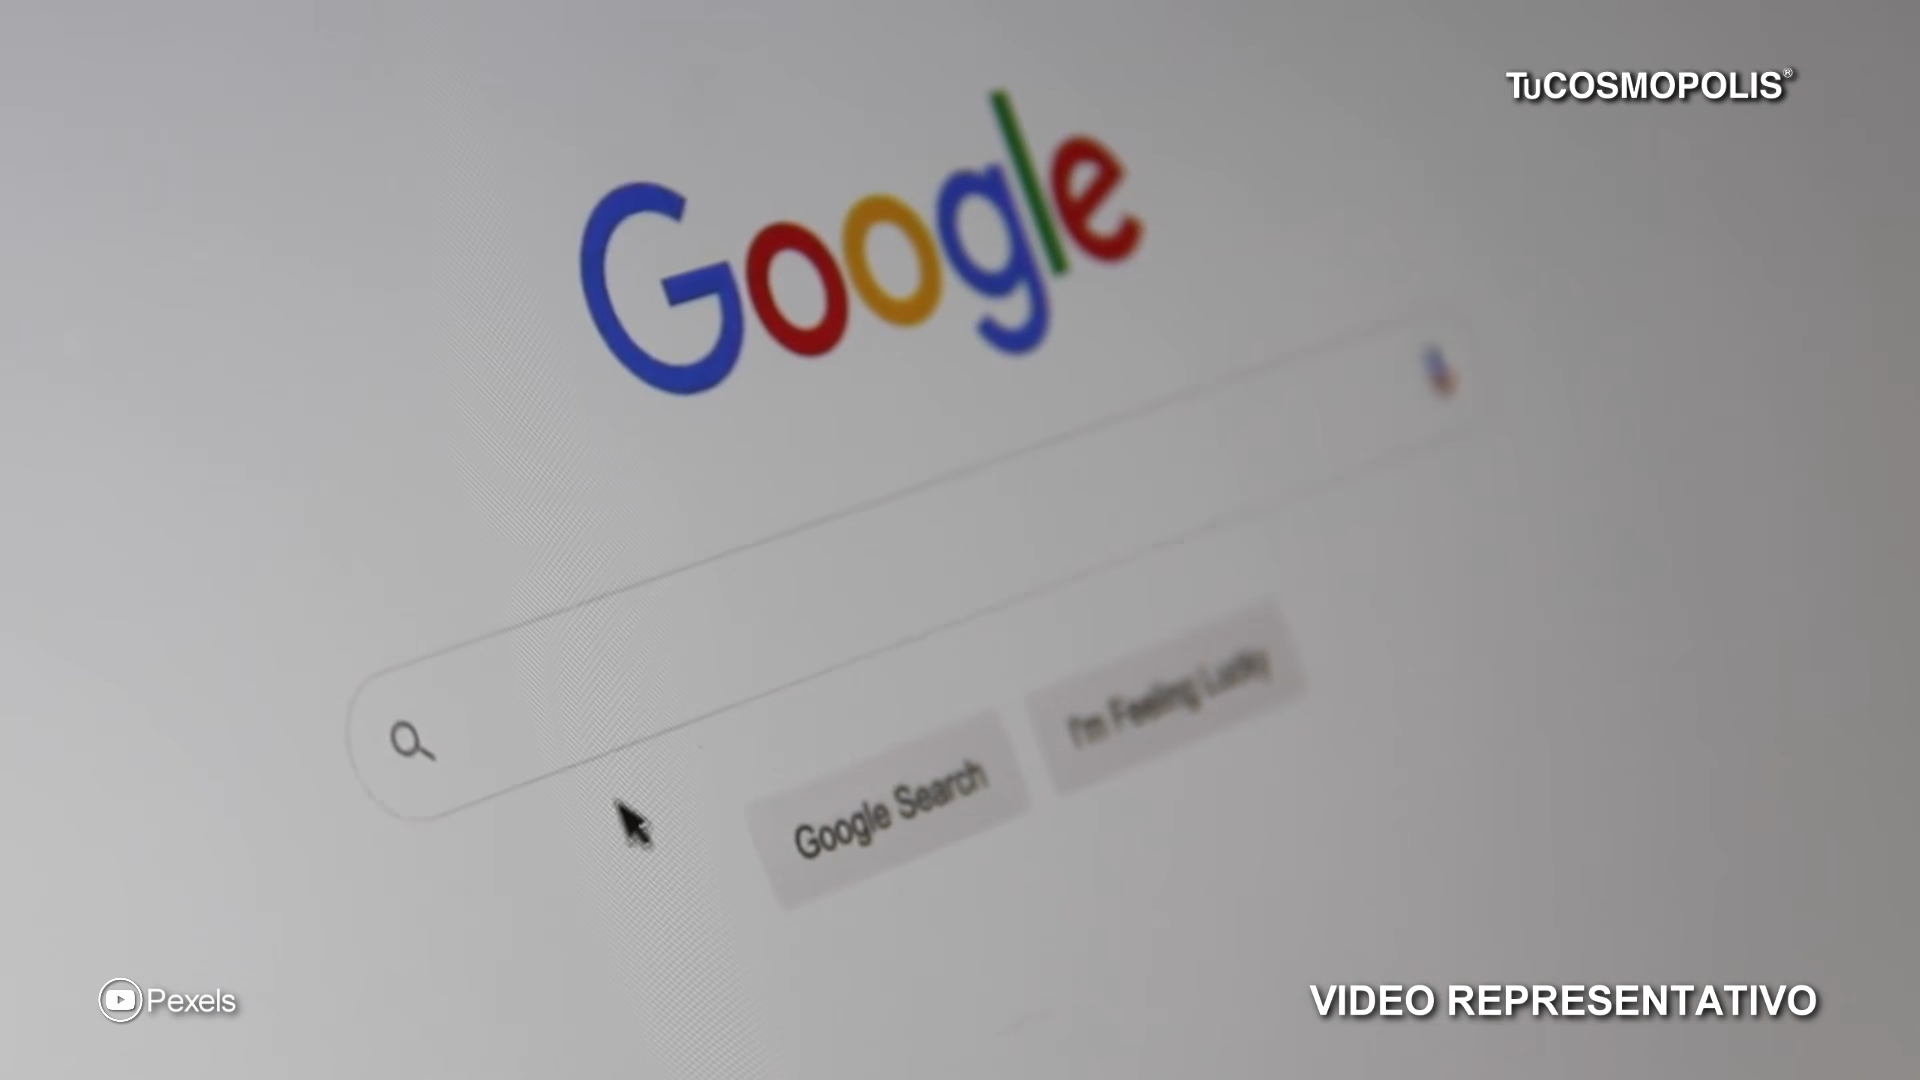 TuCOSMOPOLIS®
Google
Google Search
I'm Feeling Lucky
Pexels
VIDEO REPRESENTATIVO